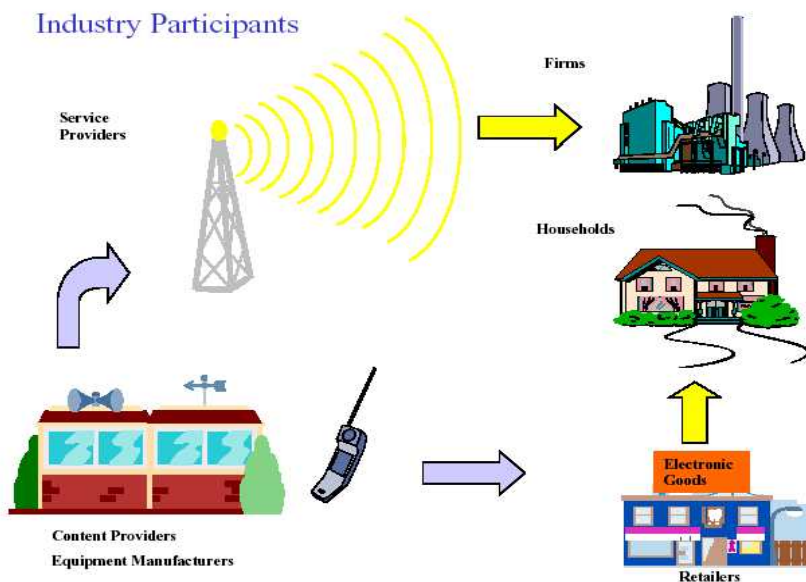 Industry Participants
Firms
Service
Providers
Households
Electronic
Goods
Content Providers
Equipment Manufacturers
Retailers